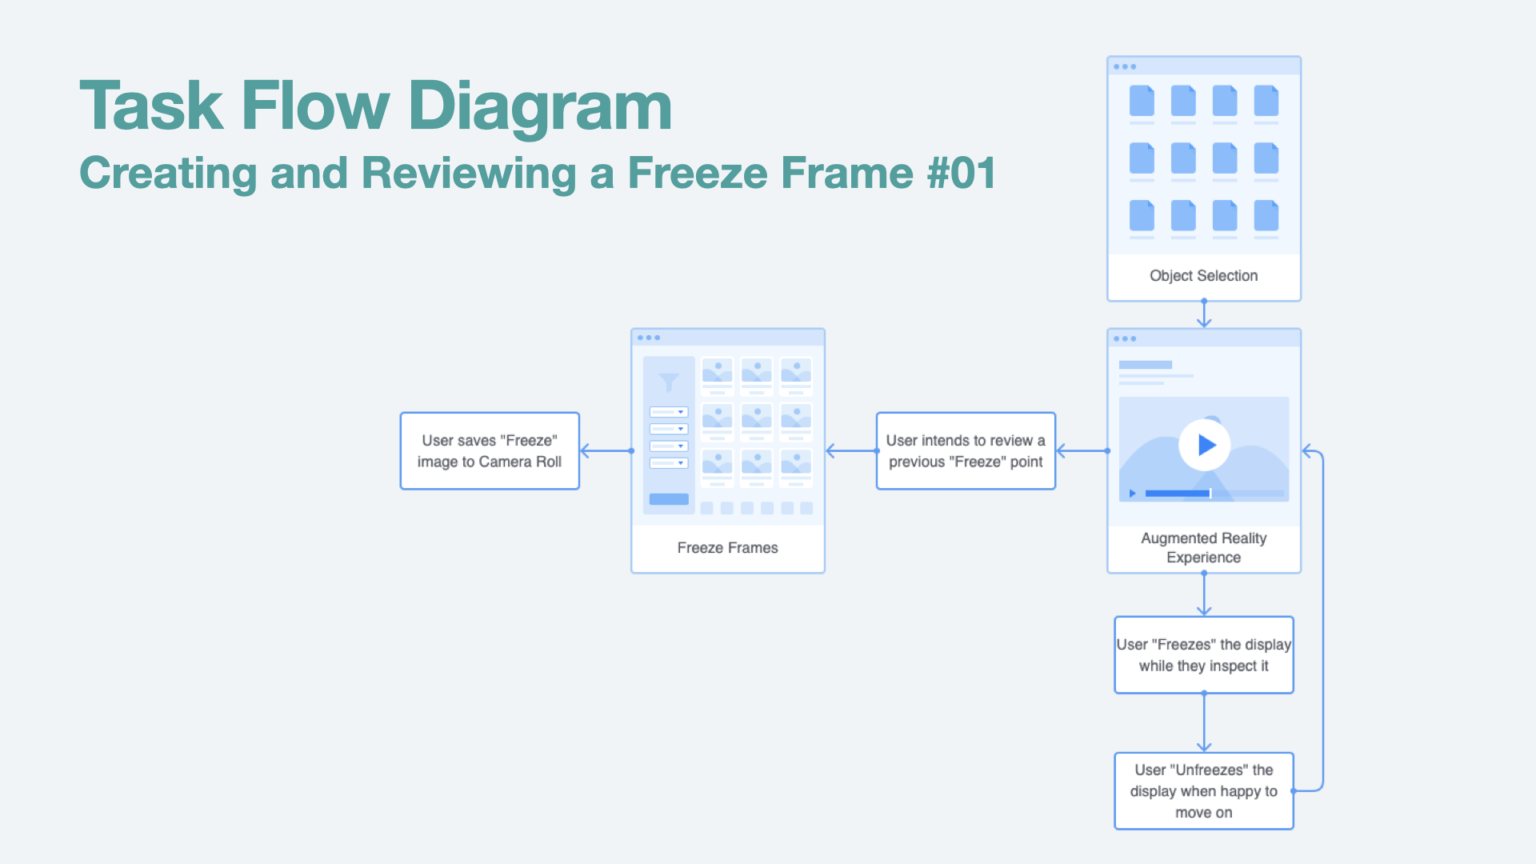 Task Flow Diagram
Creating and Reviewing a Freeze Frame #01
Object Selection
User saves "Freeze"
image to Camera Roll
Freeze Frames
User intends to review a
previous "Freeze" point
Augmented Reality
Experience
User "Freezes" the display
while they inspect it
User "Unfreezes" the
display when happy to
move on